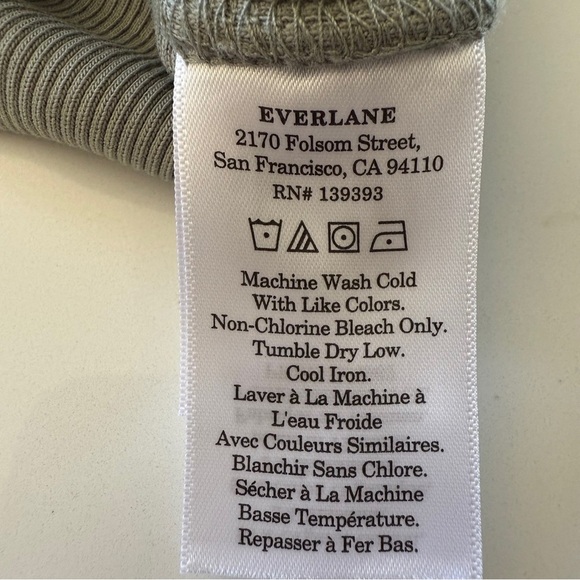 EVERLANE
2170 Folsom Street,
San Francisco, CA 94110
RN# 139393
Machine Wash Cold
With Like Colors.
Non-Chlorine Bleach Only.
Tumble Dry Low.
Cool Iron.
Laver à La Machine à
L'eau Froide
Avec Couleurs Similaires.
Blanchir Sans Chlore.
Sécher à La Machine
Basse Température.
Repasser à Fer Bas.